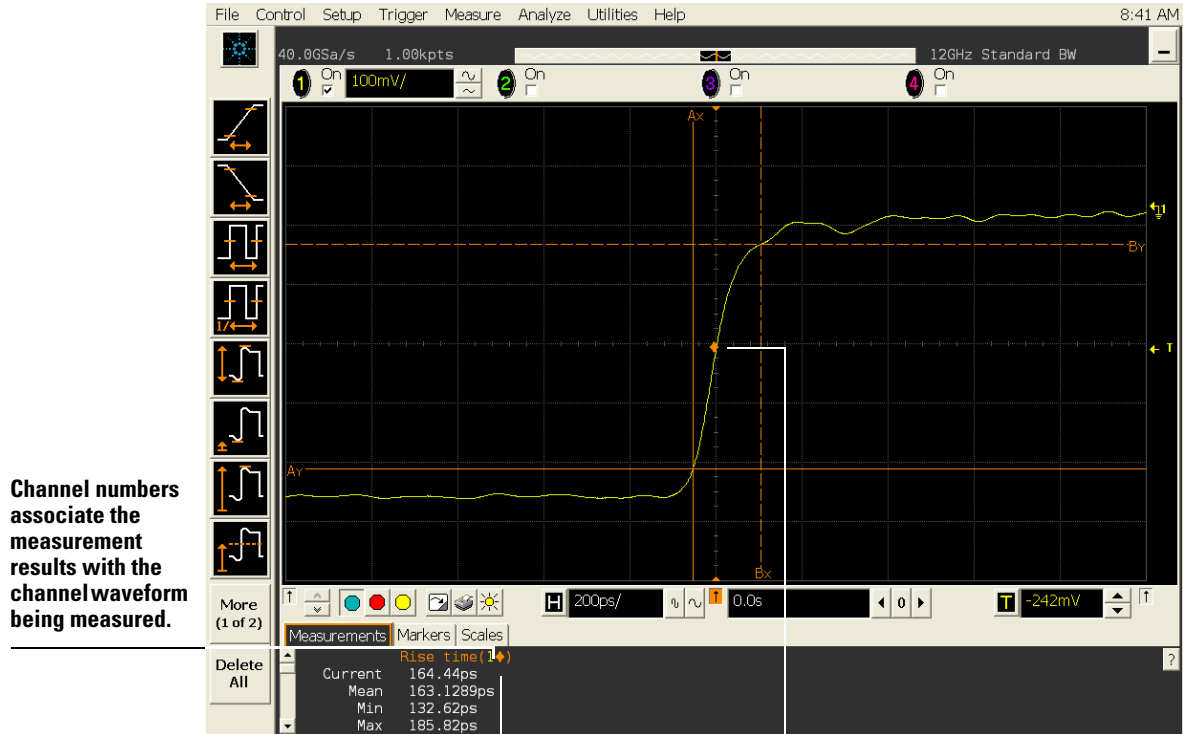 File Control Setup Trigger Measure Analyze Utilities Help 8:41 AM
40.0GSa/s 1.00kpts 12GHz Standard BW
1 On 100mV/ 2 On 3 On 4 On
Ax
1
By
T
Ay
Bx
1/
Channel numbers
associate the
measurement
results with the
channel waveform
being measured.
More
(1 of 2)
Delete
All
H 200ps/ 0.0s 0 T -242mV
Measurements Markers Scales
Rise time(1)
Current 164.44ps
Mean 163.1289ps
Min 132.62ps
Max 185.82ps
?